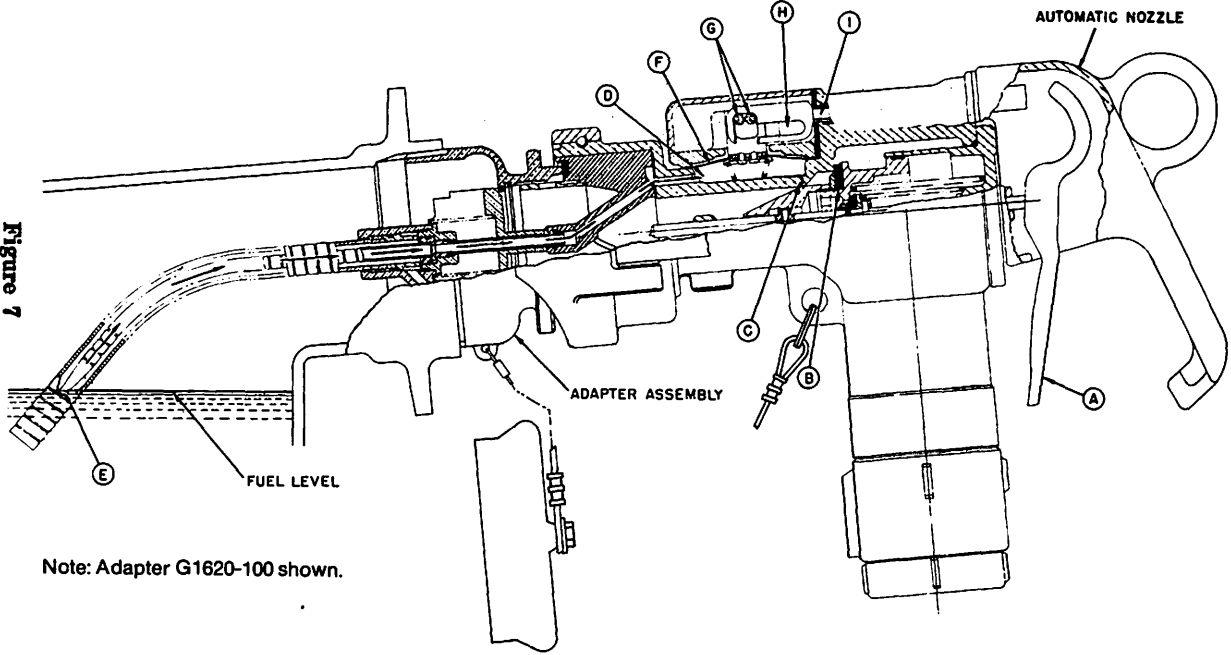 AUTOMATIC NOZZLE
H
G
I
F
D
Figure 7
C
B
A
ADAPTER ASSEMBLY
E
FUEL LEVEL
Note: Adapter G1620-100 shown.